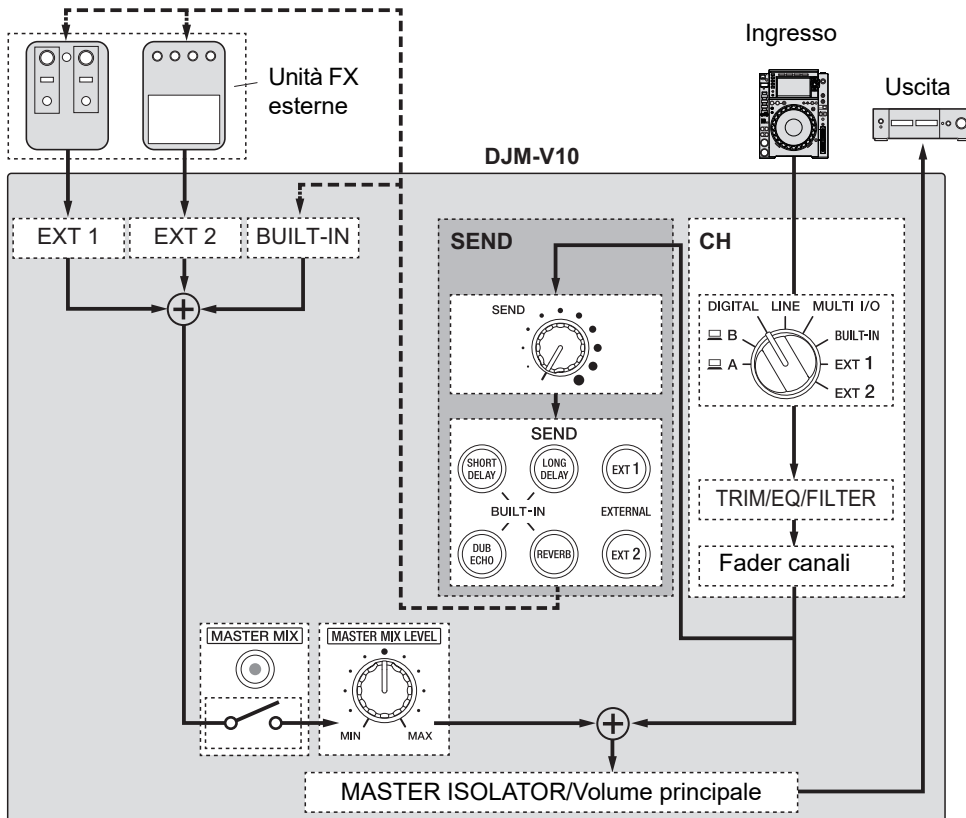 Ingresso
Unità FX
esterne
Uscita
DJM-V10
EXT 1
EXT 2
BUILT-IN
SEND
CH
SEND
DIGITAL
LINE
MULTI I/O
B
BUILT-IN
A
EXT 1
EXT 2
SEND
SHORT
DELAY
LONG
DELAY
EXT 1
BUILT-IN
EXTERNAL
DUB
ECHO
REVERB
EXT 2
TRIM/EQ/FILTER
Fader canali
MASTER MIX
MASTER MIX LEVEL
MIN
MAX
MASTER ISOLATOR/Volume principale